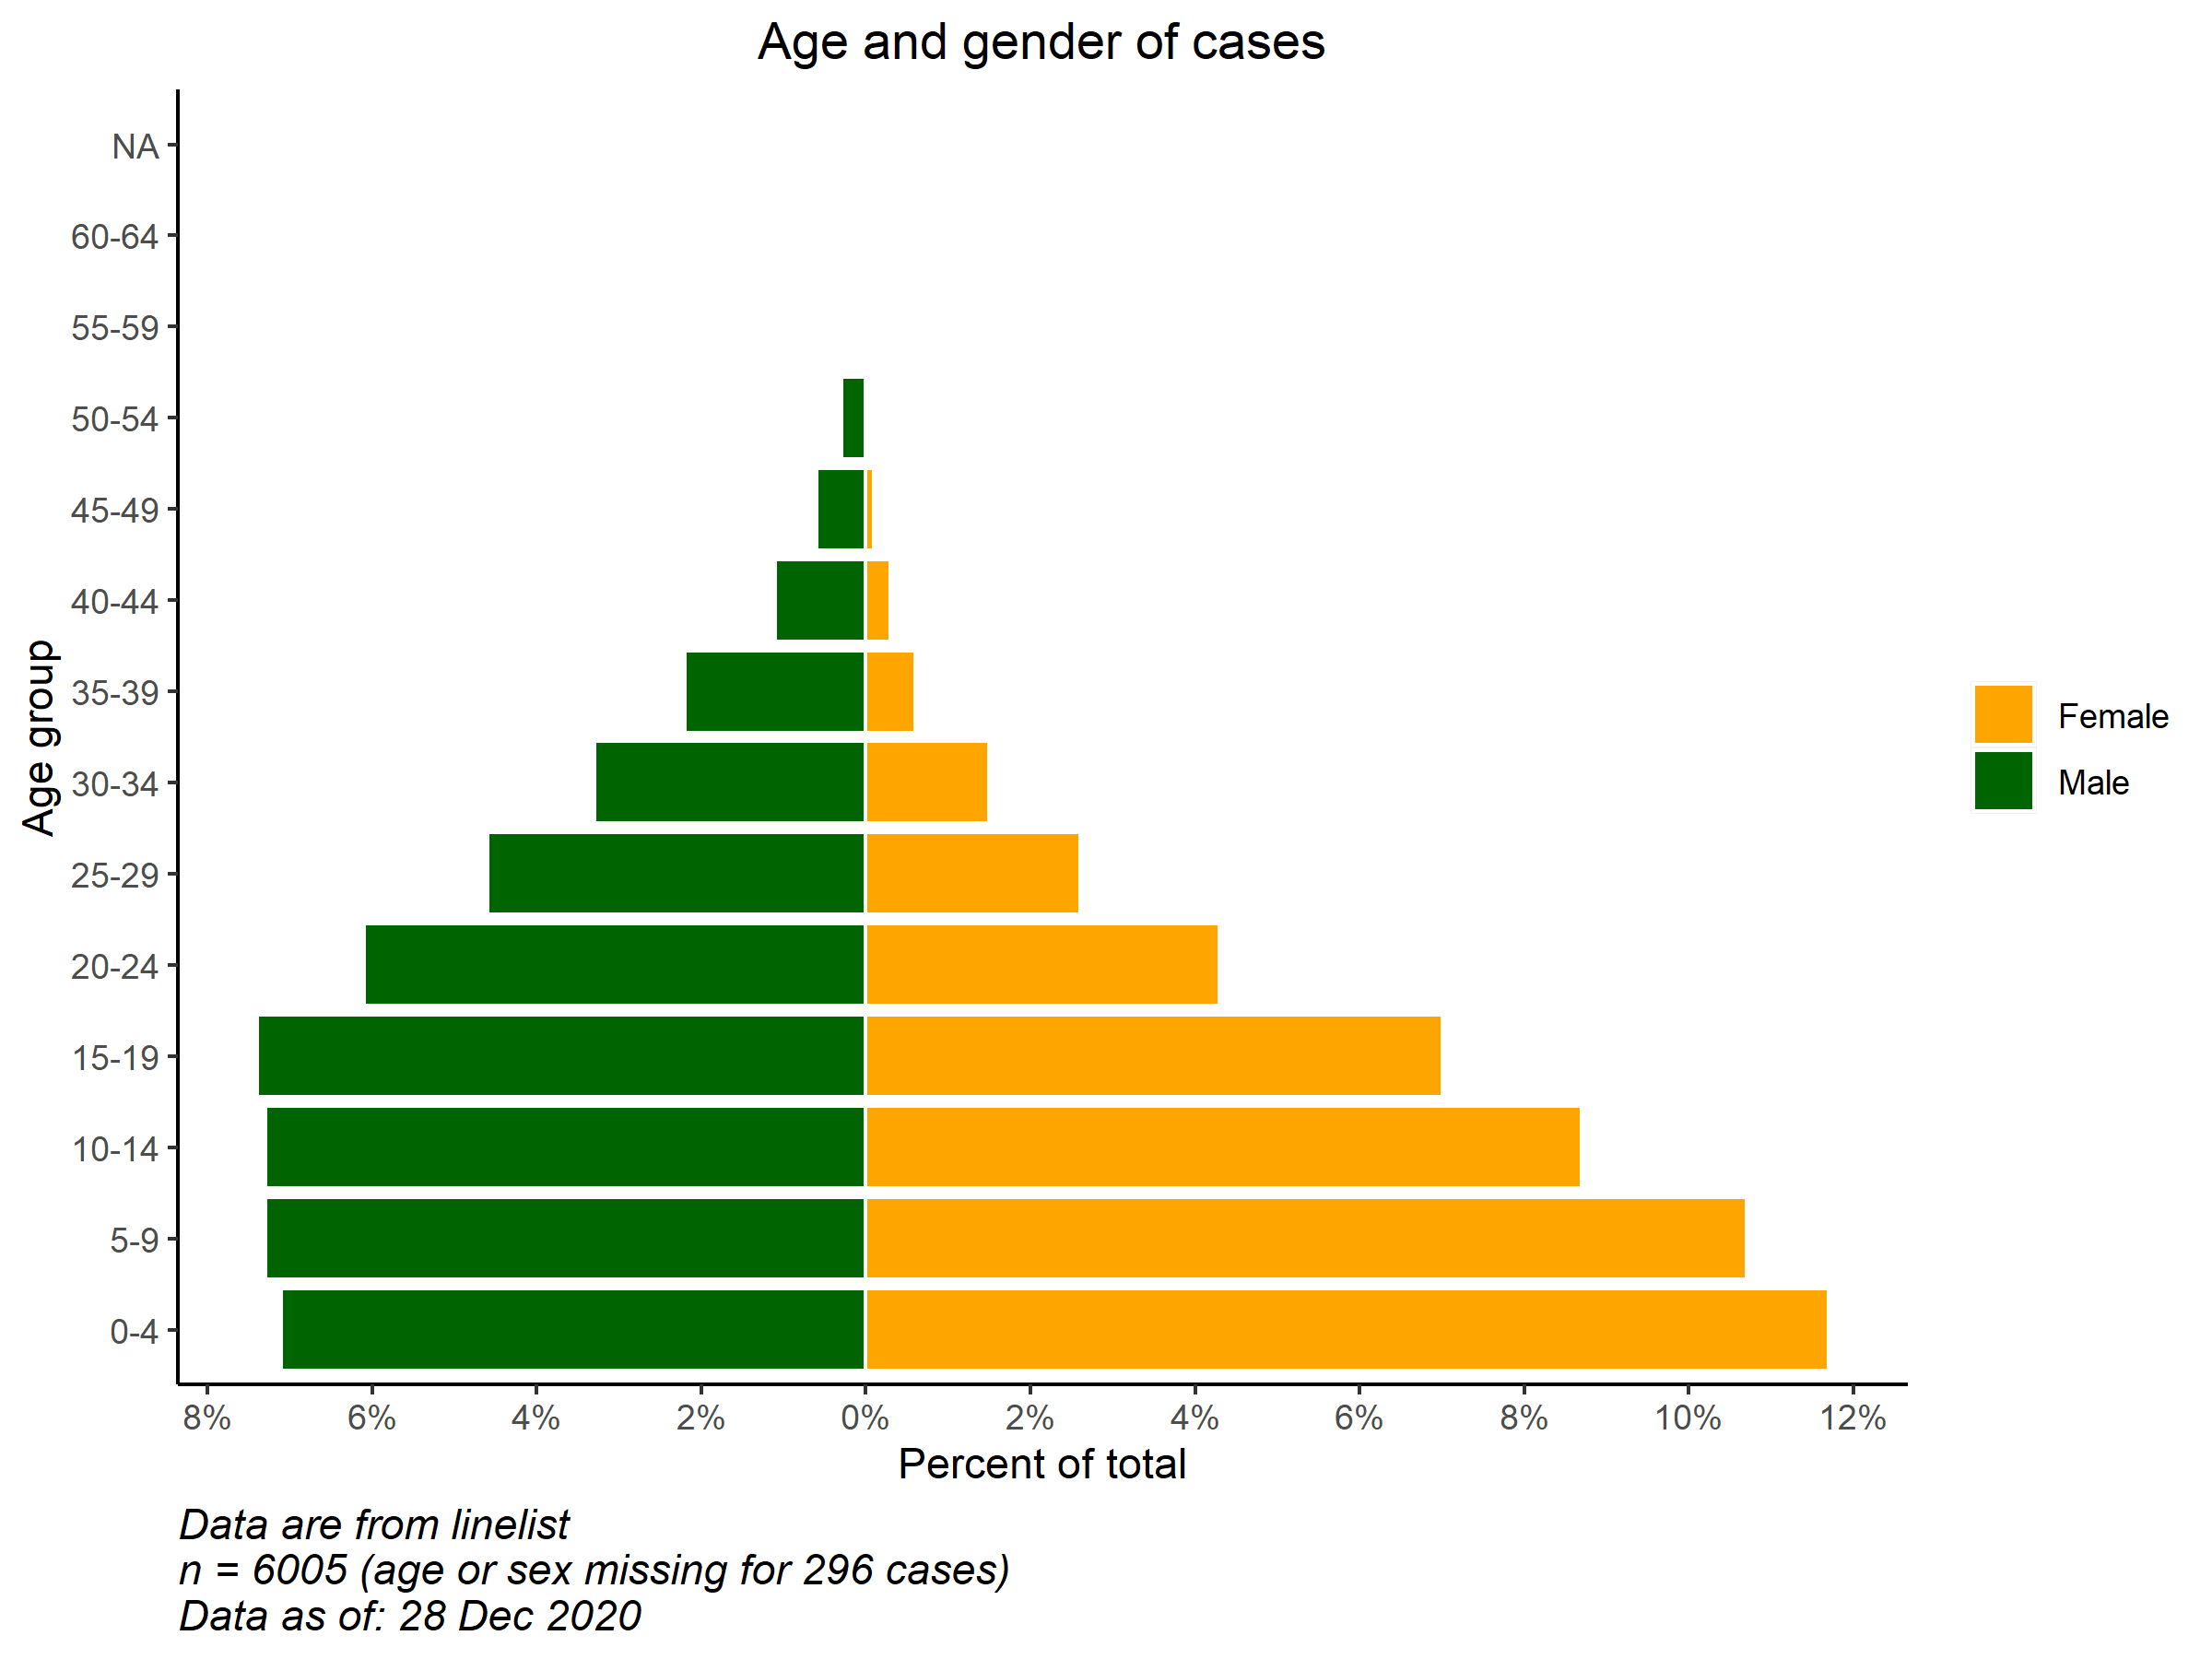 Age and gender of cases
NA
60-64
55-59
50-54
45-49
40-44
35-39
30-34
25-29
20-24
15-19
10-14
5-9
0-4
Age group
8% 6% 4% 2% 0% 2% 4% 6% 8% 10% 12%
Percent of total
Female
Male
Data are from linelist
n = 6005 (age or sex missing for 296 cases)
Data as of: 28 Dec 2020